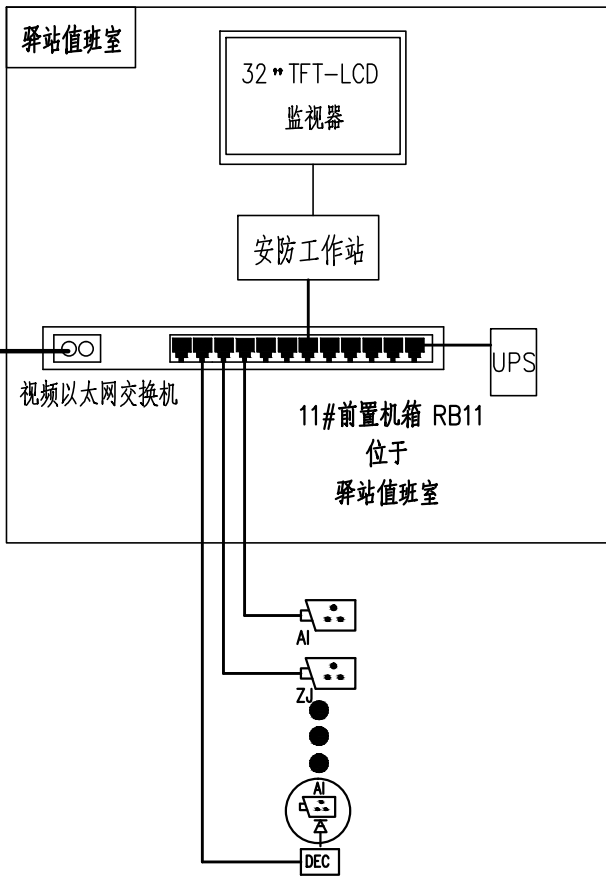 驿站值班室
32"TFT-LCD
监视器
安防工作站
UPS
视频以太网交换机
11#前置机箱 RB11
位于
驿站值班室
AI
ZJ
AI
DEC